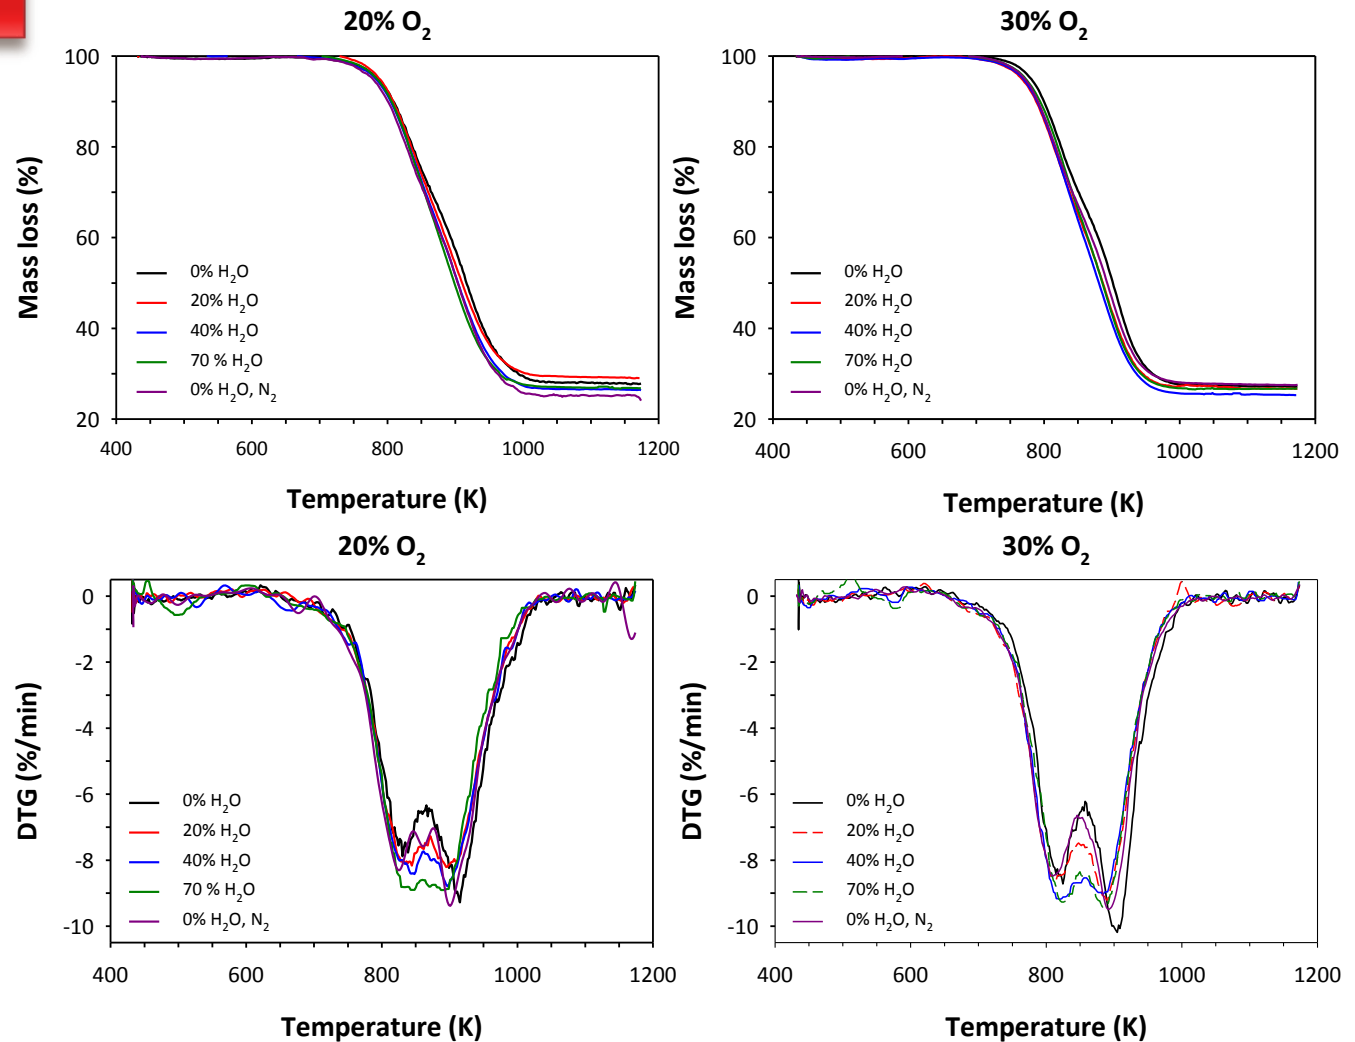 20% O₂
100
80
60
40
20
Mass loss (%)
0% H₂O
20% H₂O
40% H₂O
70 % H₂O
0% H₂O, N₂
400 600 800 1000 1200
Temperature (K)
30% O₂
100
80
60
40
20
Mass loss (%)
0% H₂O
20% H₂O
40% H₂O
70% H₂O
0% H₂O, N₂
400 600 800 1000 1200
Temperature (K)
20% O₂
0
-2
-4
-6
-8
-10
DTG (%/min)
0% H₂O
20% H₂O
40% H₂O
70 % H₂O
0% H₂O, N₂
400 600 800 1000 1200
Temperature (K)
30% O₂
0
-2
-4
-6
-8
-10
DTG (%/min)
0% H₂O
20% H₂O
40% H₂O
70% H₂O
0% H₂O, N₂
400 600 800 1000 1200
Temperature (K)